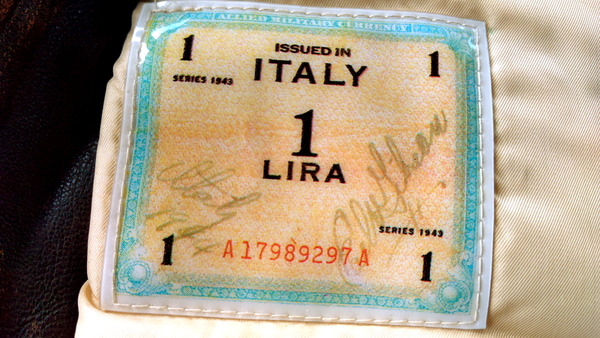 ALLIED MILITARY CURRENCY
1 ISSUED IN 1
SERIES 1943 ITALY
1
LIRA
SERIES 1943
1 A17989297A 1